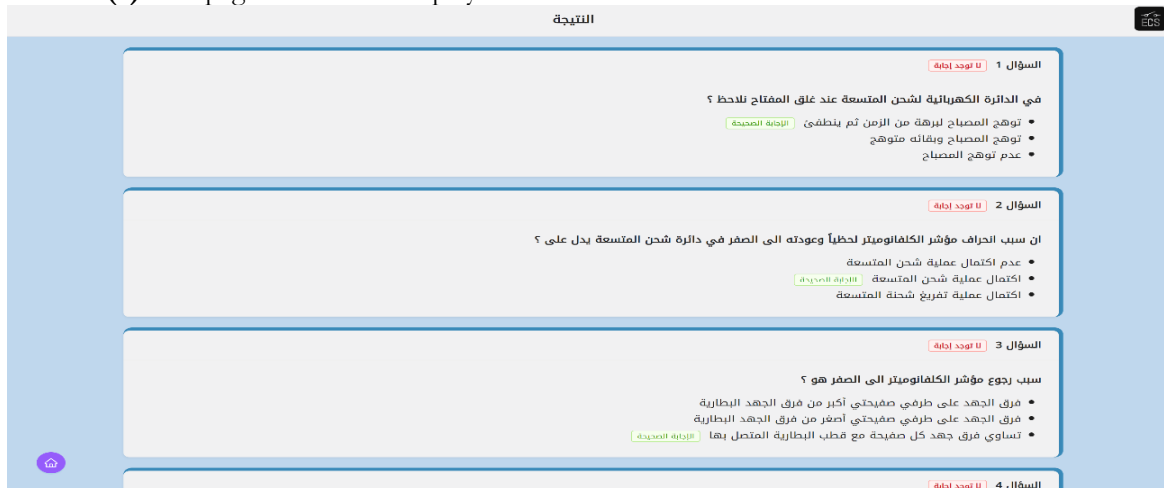 النتيجة
ECS
السؤال 1 لا توجد إجابة
في الدائرة الكهربائية لشحن المتسعة عند غلق المفتاح نلاحظ ؟
توهج المصباح لبرهة من الزمن ثم ينطفئ الإجابة الصحيحة
توهج المصباح وبقائه متوهج
عدم توهج المصباح
السؤال 2 لا توجد إجابة
ان سبب انحراف مؤشر الكلفانوميتر لحظياً وعودته الى الصفر في دائرة شحن المتسعة يدل على ؟
عدم اكتمال عملية شحن المتسعة
اكتمال عملية شحن المتسعة الإجابة الصحيحة
اكتمال عملية تفريغ شحنة المتسعة
السؤال 3 لا توجد إجابة
سبب رجوع مؤشر الكلفانوميتر الى الصفر هو ؟
فرق الجهد على طرفي صفيحتي أكبر من فرق الجهد البطارية
فرق الجهد على طرفي صفيحتي أصغر من فرق الجهد البطارية
تساوي فرق جهد كل صفيحة مع قطب البطارية المتصل بها الإجابة الصحيحة
السؤال 4 لا توجد إجابة